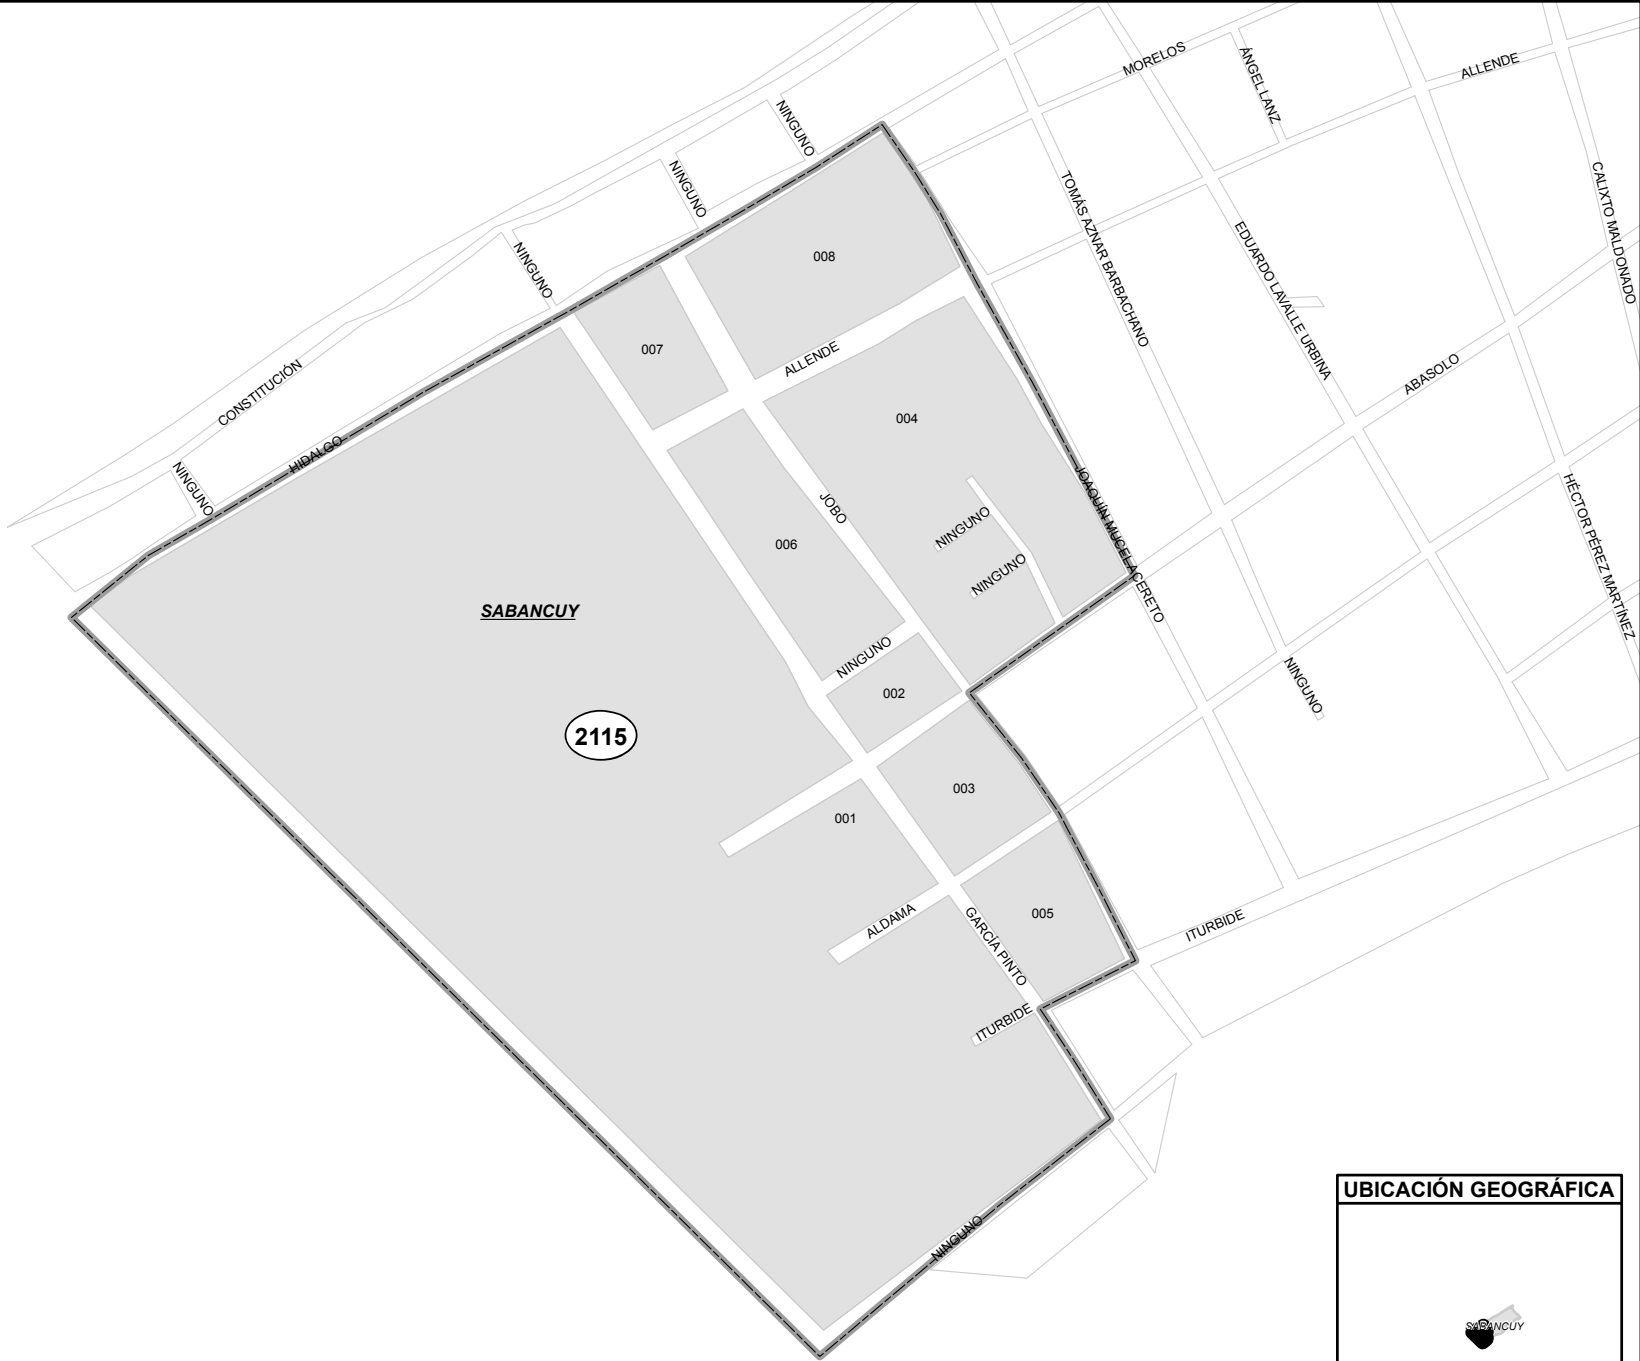 MORELOS
ÁNGEL LANZ
ALLENDE
NINGUNO
NINGUNO
NINGUNO
CALIXTO MALDONADO
TOMÁS AZNAR BARBACHANO
EDUARDO LAVALLE URBINA
008
007
ALLENDE
CONSTITUCIÓN
ABASOLO
004
HIDALGO
NINGUNO
JOBO
JOAQUÍN MUCEL ACERETO
HÉCTOR PÉREZ MARTÍNEZ
NINGUNO
006
NINGUNO
SABANCUY
NINGUNO
NINGUNO
002
2115
003
001
ALDAMA
GARCÍA PINTO
005
ITURBIDE
ITURBIDE
NINGUNO
UBICACIÓN GEOGRÁFICA
SABANCUY